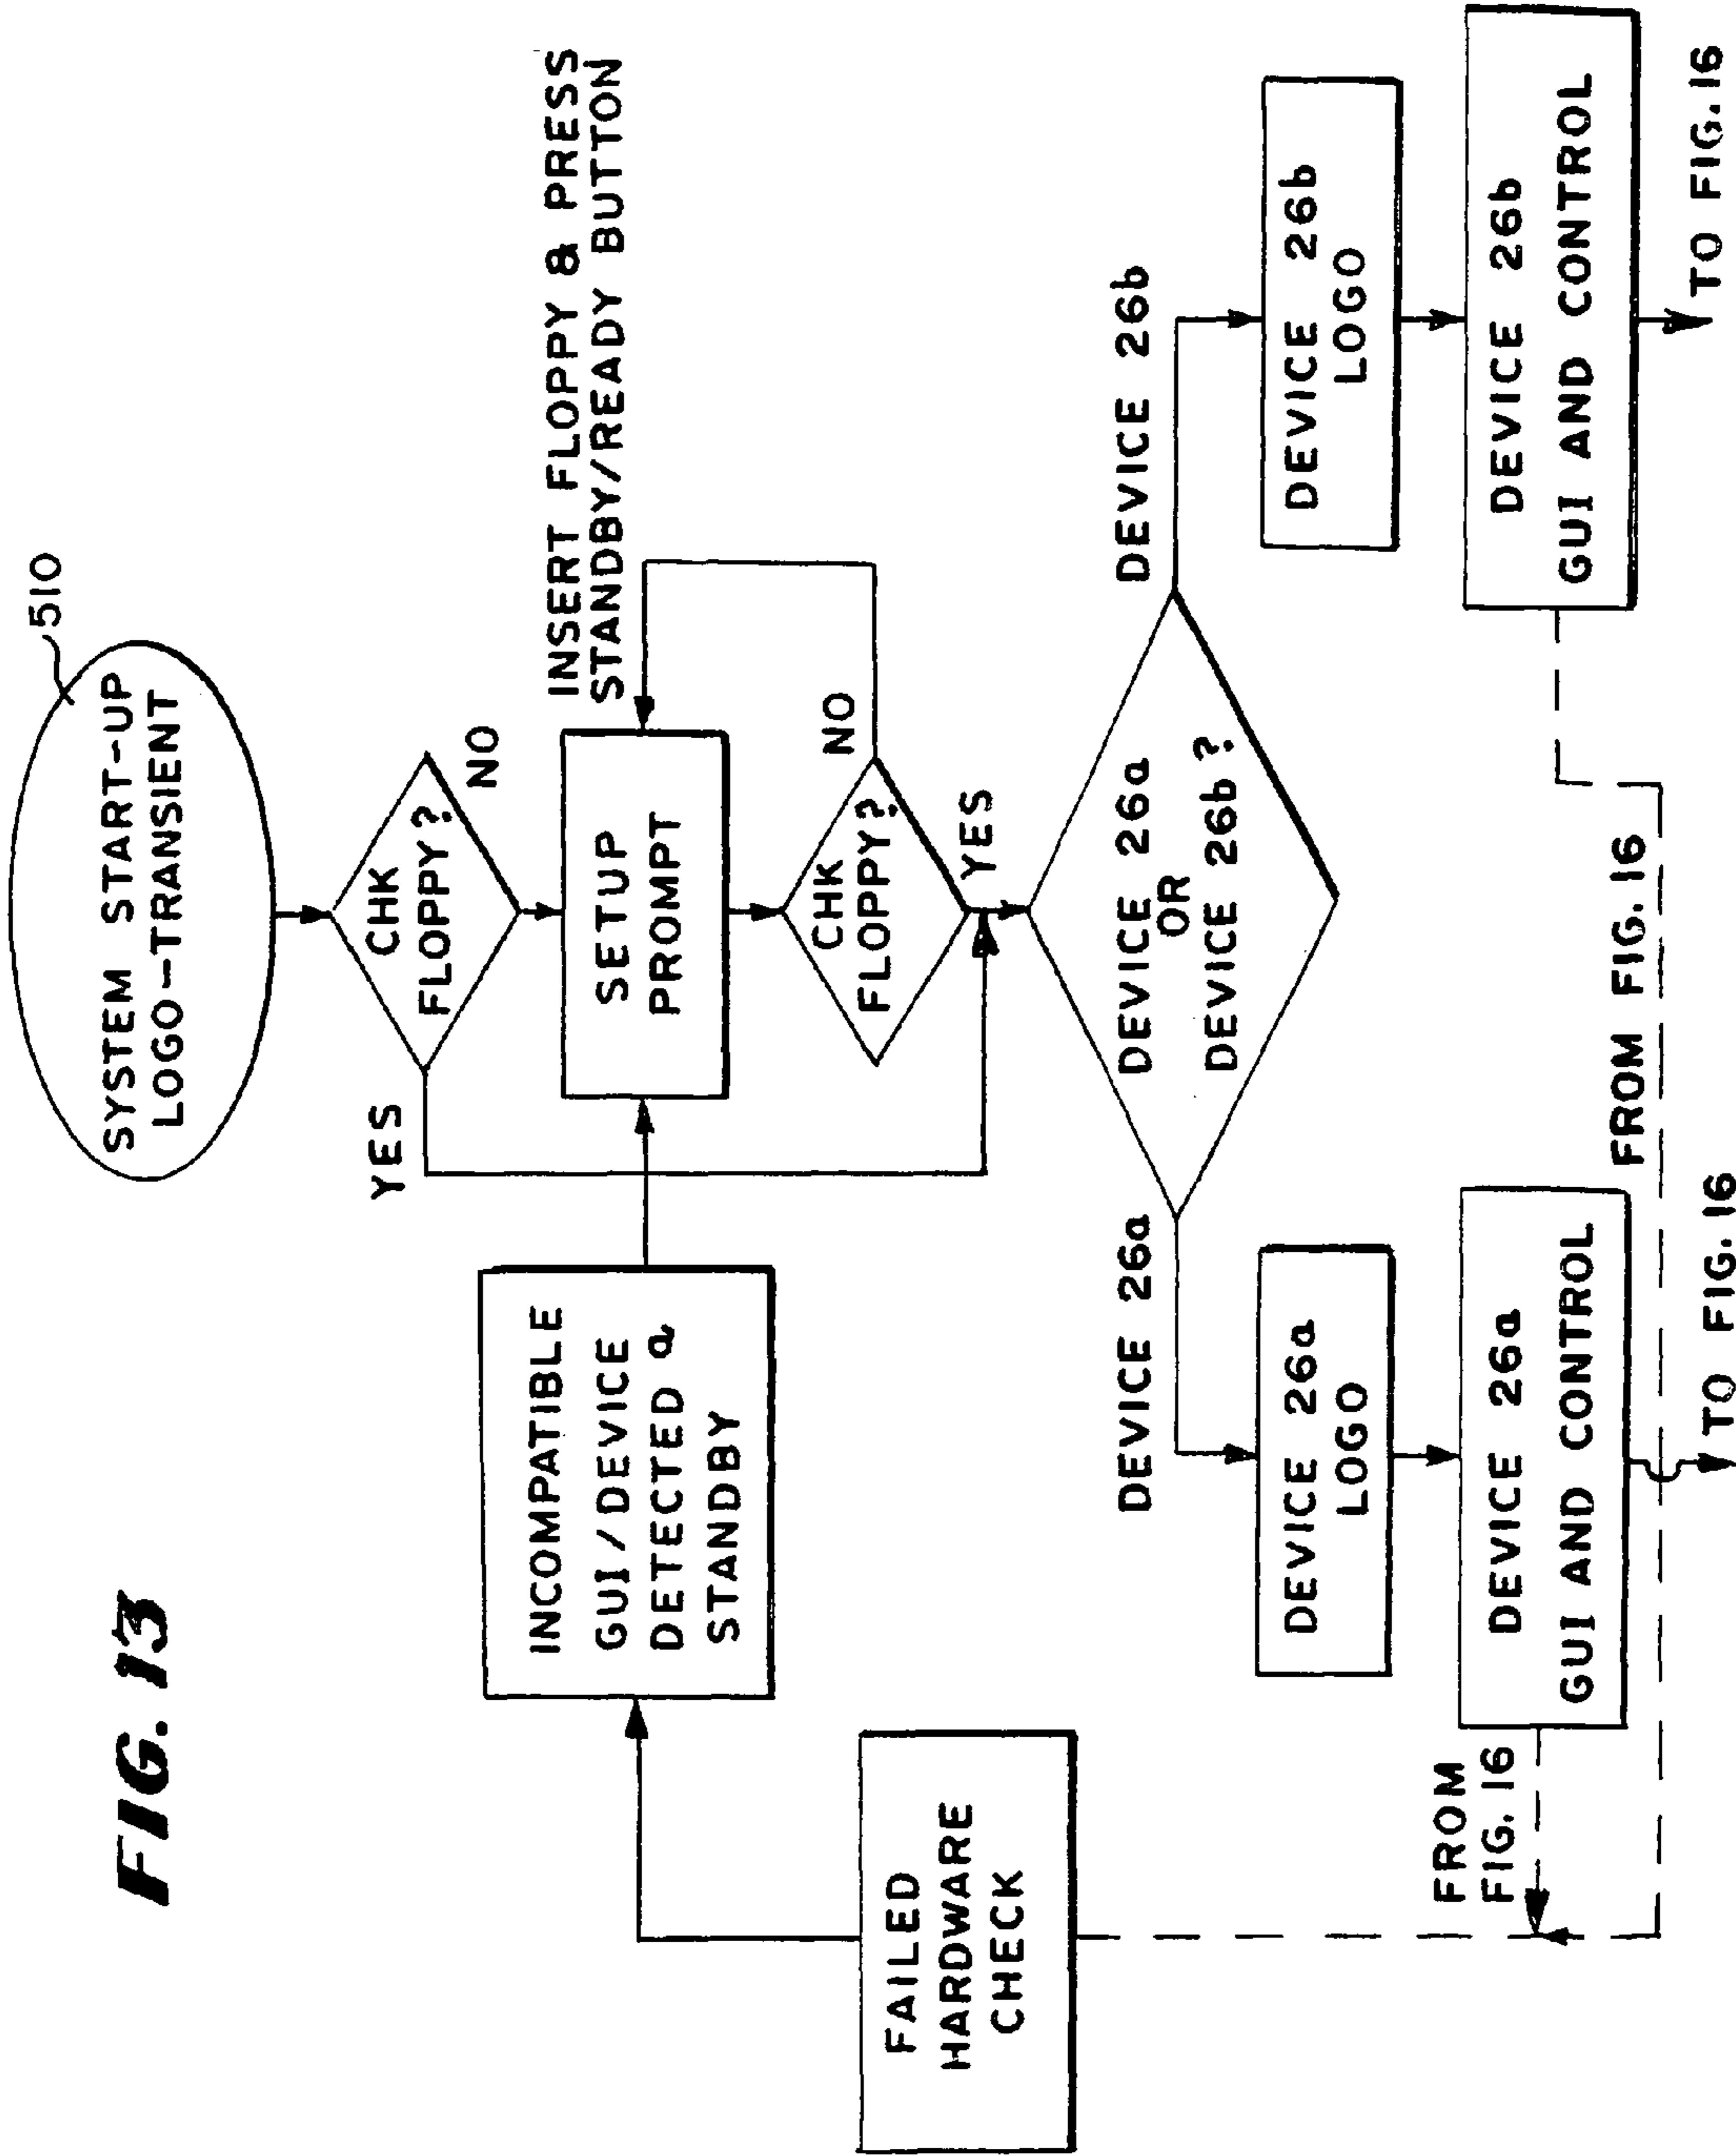 FIG. 13
510
SYSTEM START-UP
LOGO-TRANSIENT
CHK
FLOPPY?
YES
NO
INSERT FLOPPY & PRESS
STANDBY/READY BUTTON
SETUP
PROMPT
INCOMPATIBLE
GUI/DEVICE
DETECTED a
STANDBY
FAILED
HARDWARE
CHECK
CHK
FLOPPY?
NO
YES
DEVICE 26a
OR
DEVICE 26b?
DEVICE 26a
DEVICE 26b
DEVICE 26a
LOGO
DEVICE 26b
LOGO
FROM
FIG. 16
DEVICE 26a
GUI AND CONTROL
FROM FIG. 16
DEVICE 26b
GUI AND CONTROL
TO FIG. 16
TO FIG. 16